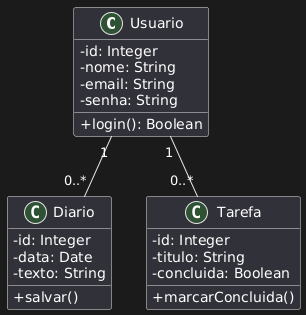 C Usuario
-id: Integer
-nome: String
-email: String
-senha: String
+login(): Boolean
1 1
0..* 0..*
C Diario
-id: Integer
-data: Date
-texto: String
+salvar()
C Tarefa
-id: Integer
-titulo: String
-concluida: Boolean
+marcarConcluida()